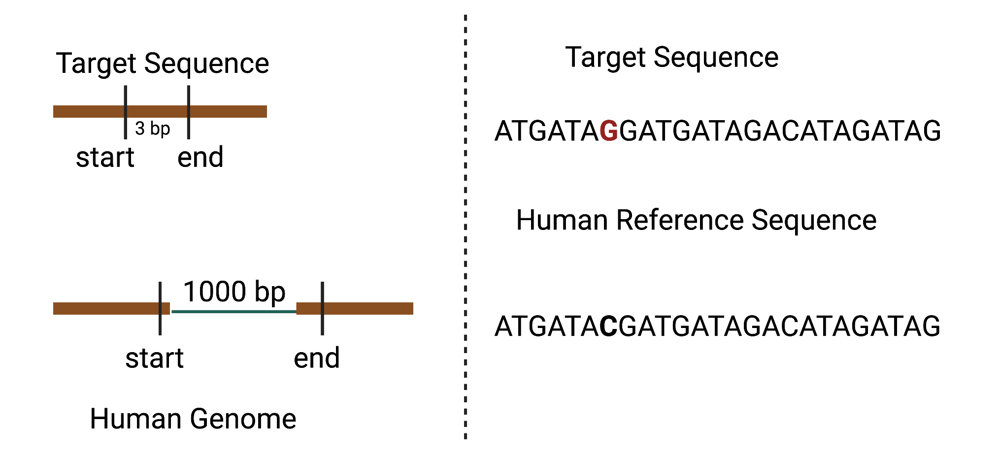 Target Sequence
3 bp
start end
1000 bp
start end
Human Genome
Target Sequence
ATGATAGGATGATAGACATAGATAG
Human Reference Sequence
ATGATACGATGATAGACATAGATAG